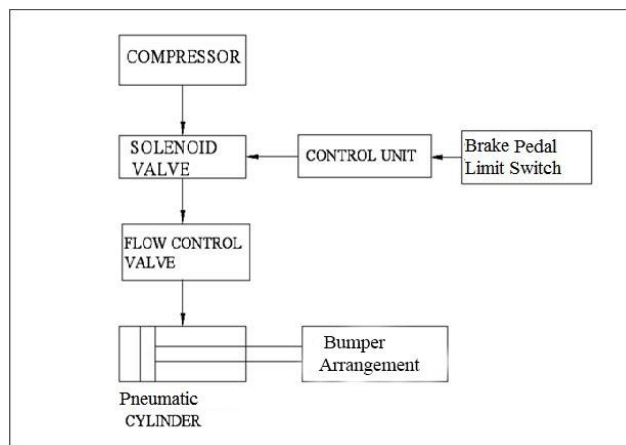 COMPRESSOR
SOLENOID
VALVE
CONTROL UNIT
Brake Pedal
Limit Switch
FLOW CONTROL
VALVE
Bumper
Arrangement
Pneumatic
CYLINDER